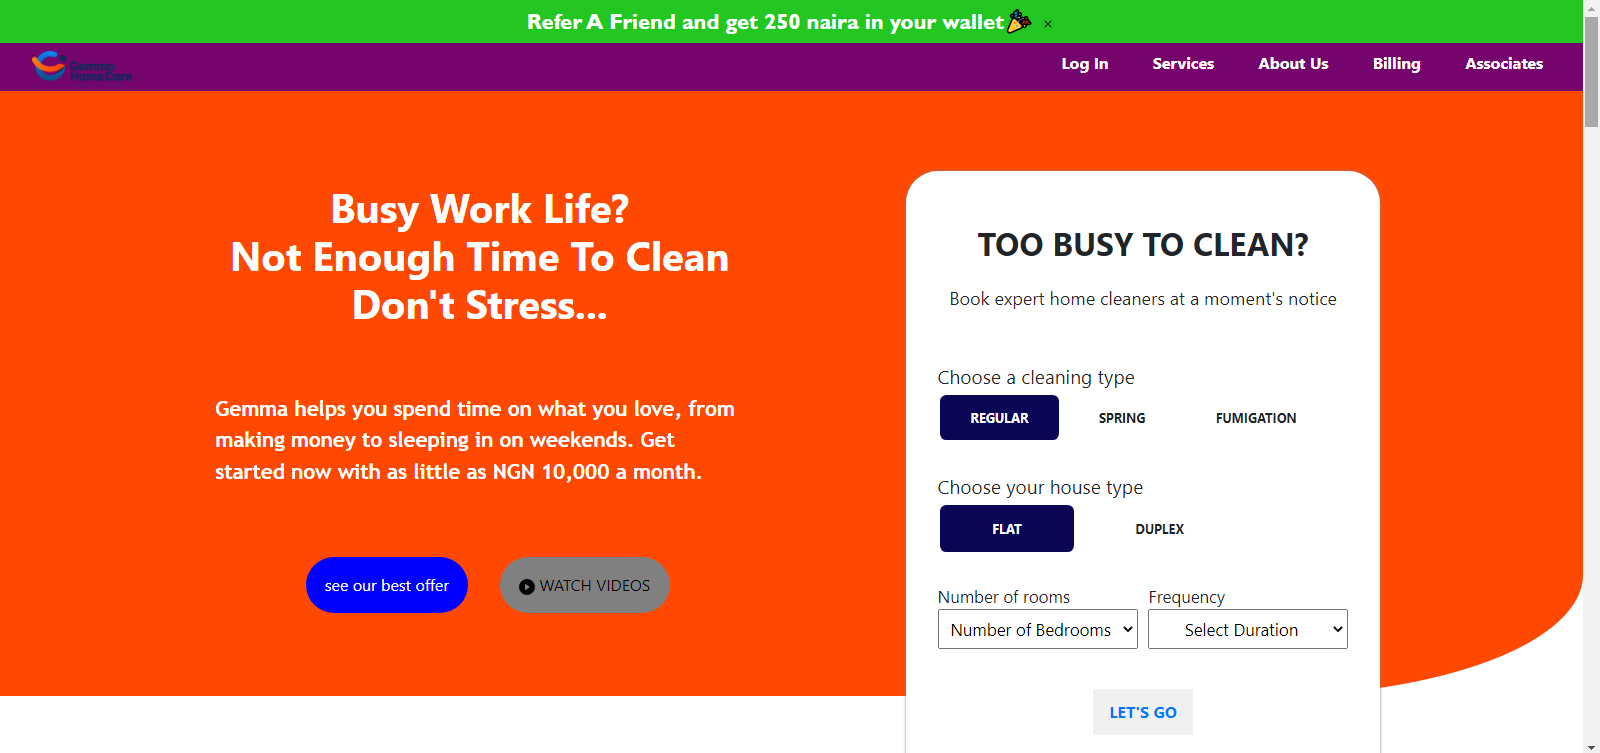 Refer A Friend and get 250 naira in your wallet🎉 ×
Gemma
HomeCare
Log In Services About Us Billing Associates
Busy Work Life?
Not Enough Time To Clean
Don't Stress...
Gemma helps you spend time on what you love, from
making money to sleeping in on weekends. Get
started now with as little as NGN 10,000 a month.
see our best offer
WATCH VIDEOS
TOO BUSY TO CLEAN?
Book expert home cleaners at a moment's notice
Choose a cleaning type
REGULAR SPRING FUMIGATION
Choose your house type
FLAT DUPLEX
Number of rooms Frequency
Number of Bedrooms Select Duration
LET'S GO